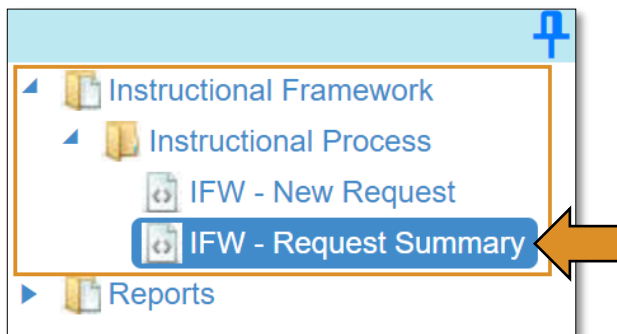 Instructional Framework
Instructional Process
IFW - New Request
IFW - Request Summary
Reports